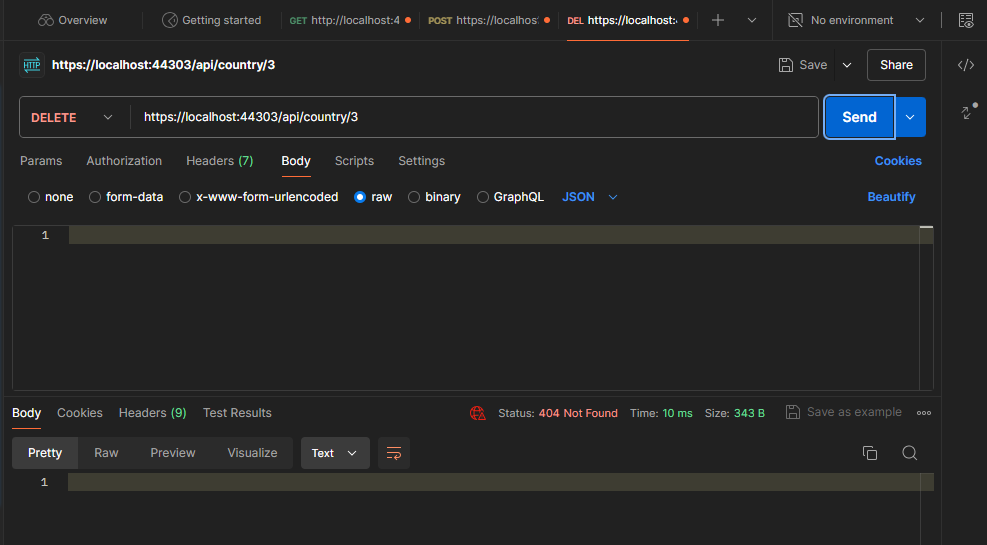 Overview Getting started GET http://localhost:4 POST https://localhos DEL https://localhost: No environment
HTTP https://localhost:44303/api/country/3 Save Share
DELETE https://localhost:44303/api/country/3 Send
Params Authorization Headers (7) Body Scripts Settings Cookies
none form-data x-www-form-urlencoded raw binary GraphQL JSON Beautify
1
Body Cookies Headers (9) Test Results Status: 404 Not Found Time: 10 ms Size: 343 B Save as example
Pretty Raw Preview Visualize Text
1